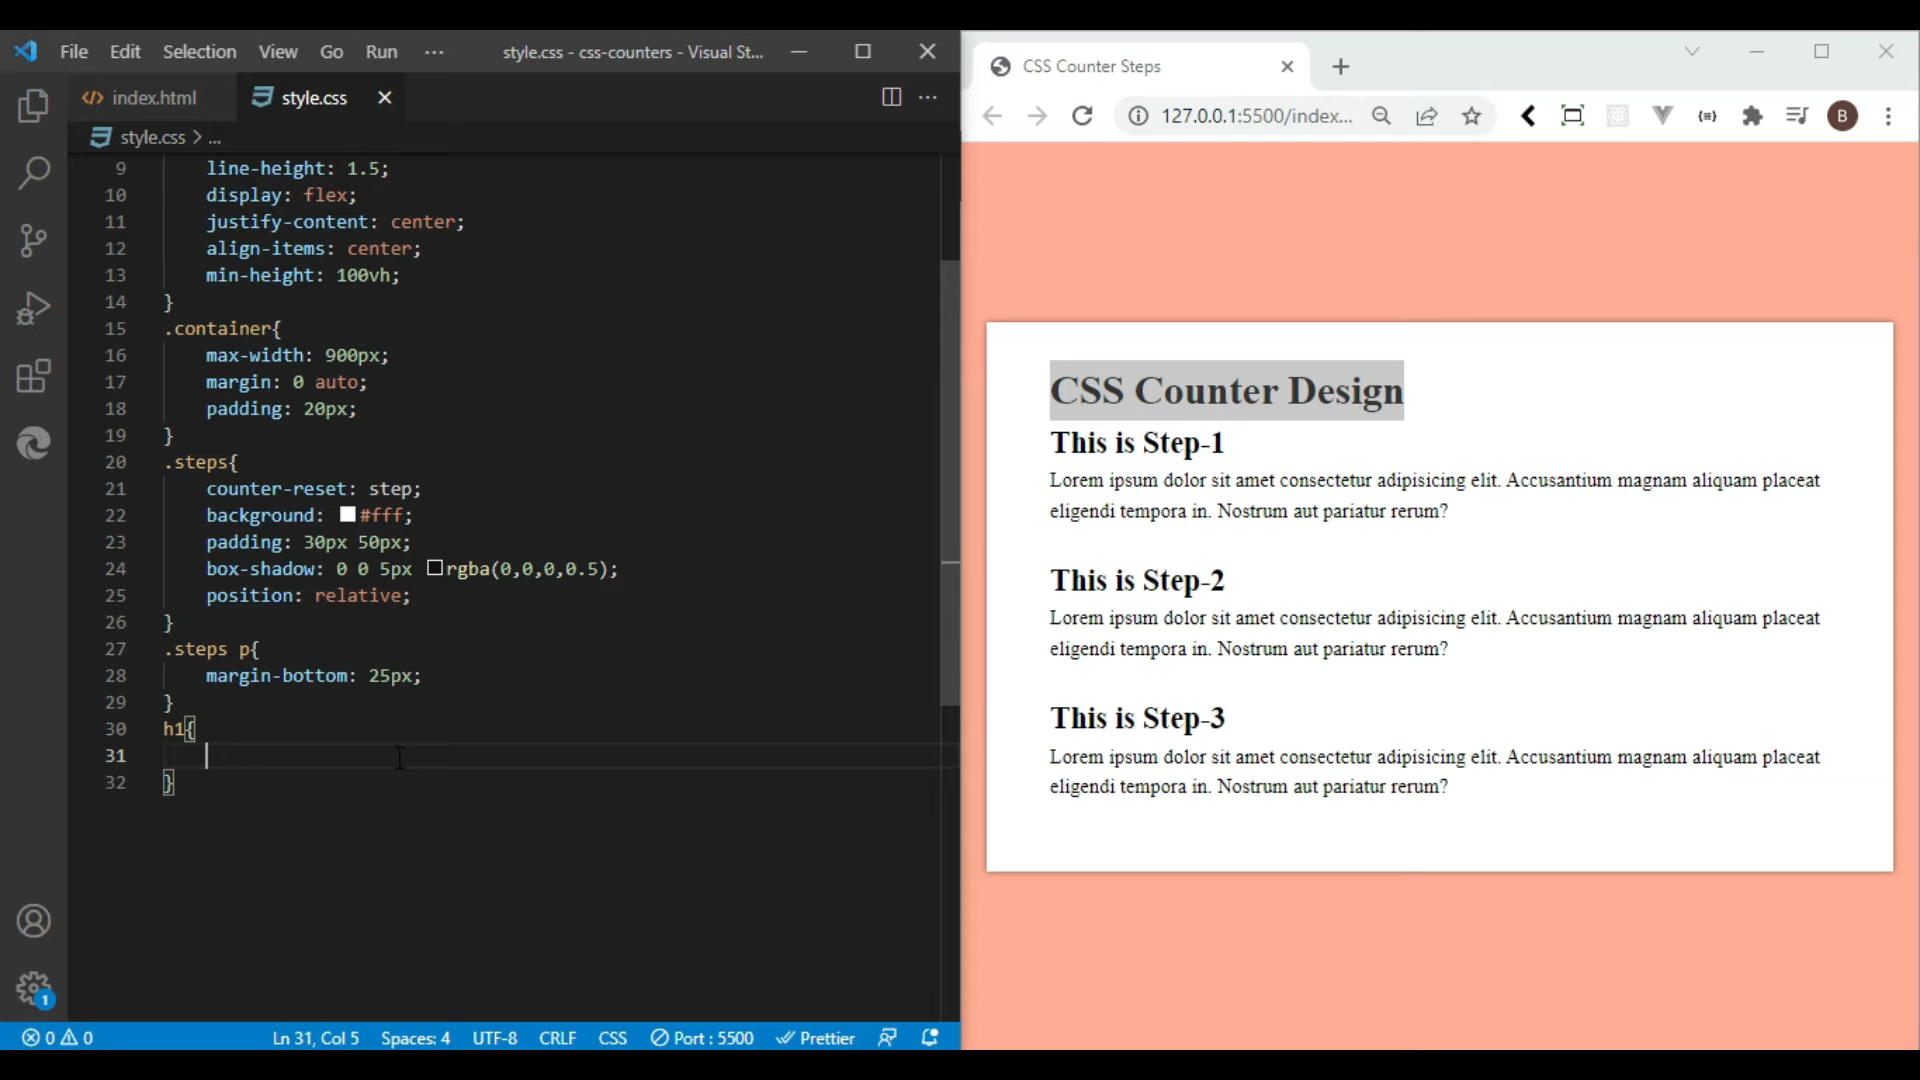 File Edit Selection View Go Run ··· style.css - css-counters - Visual St...
index.html style.css
style.css > ...
9 line-height: 1.5;
10 display: flex;
11 justify-content: center;
12 align-items: center;
13 min-height: 100vh;
14 }
15 .container{
16 max-width: 900px;
17 margin: 0 auto;
18 padding: 20px;
19 }
20 .steps{
21 counter-reset: step;
22 background: #fff;
23 padding: 30px 50px;
24 box-shadow: 0 0 5px rgba(0,0,0,0.5);
25 position: relative;
26 }
27 .steps p{
28 margin-bottom: 25px;
29 }
30 h1{
31
32 }
1
0 0 Ln 31, Col 5 Spaces: 4 UTF-8 CRLF CSS Port : 5500 Prettier
CSS Counter Steps
127.0.0.1:5500/index... B
CSS Counter Design
This is Step-1
Lorem ipsum dolor sit amet consectetur adipisicing elit. Accusantium magnam aliquam placeat
eligendi tempora in. Nostrum aut pariatur rerum?
This is Step-2
Lorem ipsum dolor sit amet consectetur adipisicing elit. Accusantium magnam aliquam placeat
eligendi tempora in. Nostrum aut pariatur rerum?
This is Step-3
Lorem ipsum dolor sit amet consectetur adipisicing elit. Accusantium magnam aliquam placeat
eligendi tempora in. Nostrum aut pariatur rerum?